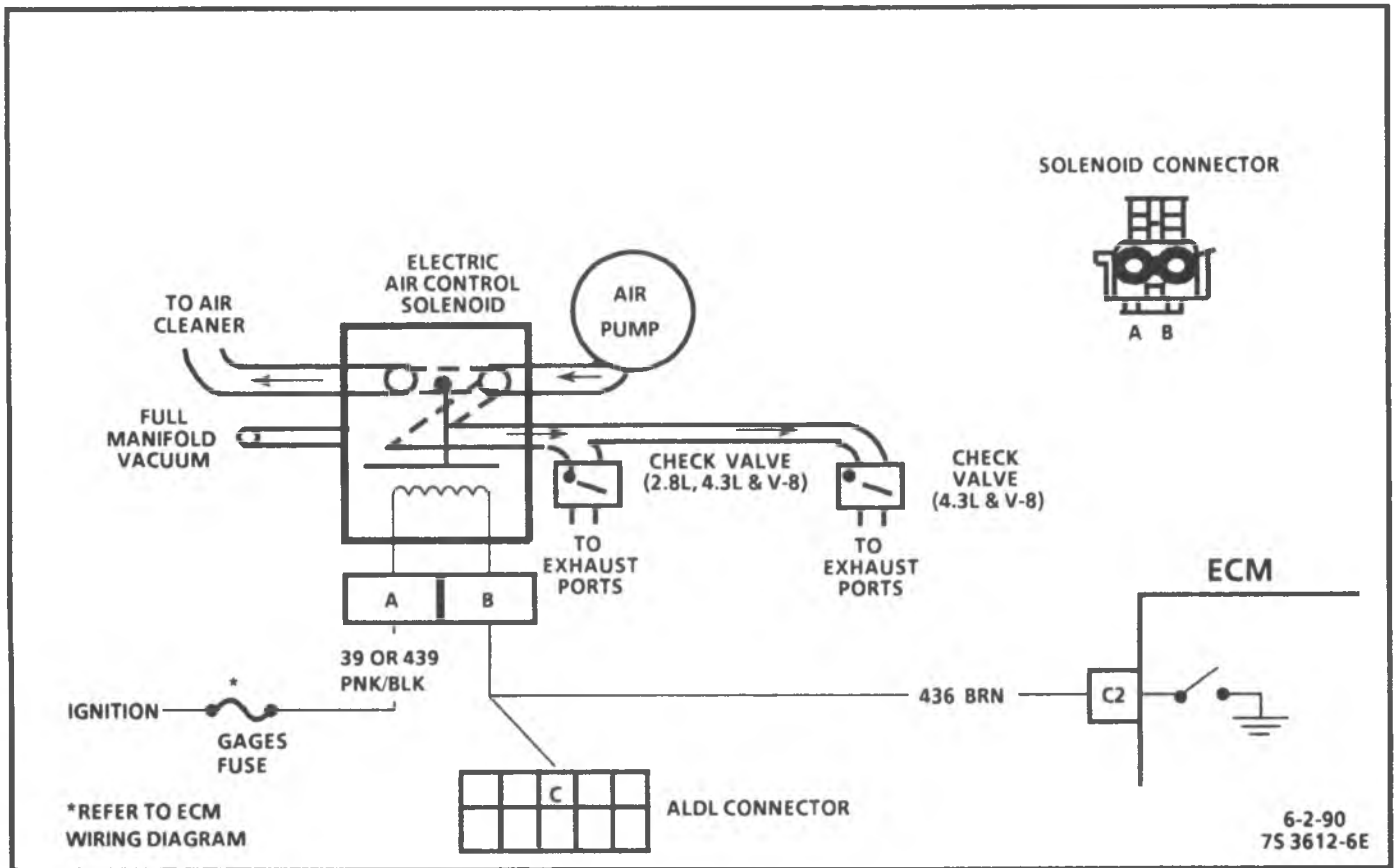 SOLENOID CONNECTOR
A B
ELECTRIC
AIR CONTROL
SOLENOID
AIR
PUMP
TO AIR
CLEANER
FULL
MANIFOLD
VACUUM
CHECK VALVE
(2.8L, 4.3L & V-8)
CHECK
VALVE
(4.3L & V-8)
TO
EXHAUST
PORTS
TO
EXHAUST
PORTS
ECM
A B
39 OR 439
PNK/BLK
*
IGNITION
GAGES
FUSE
436 BRN
C2
C
ALDL CONNECTOR
*REFER TO ECM
WIRING DIAGRAM
6-2-90
7S 3612-6E